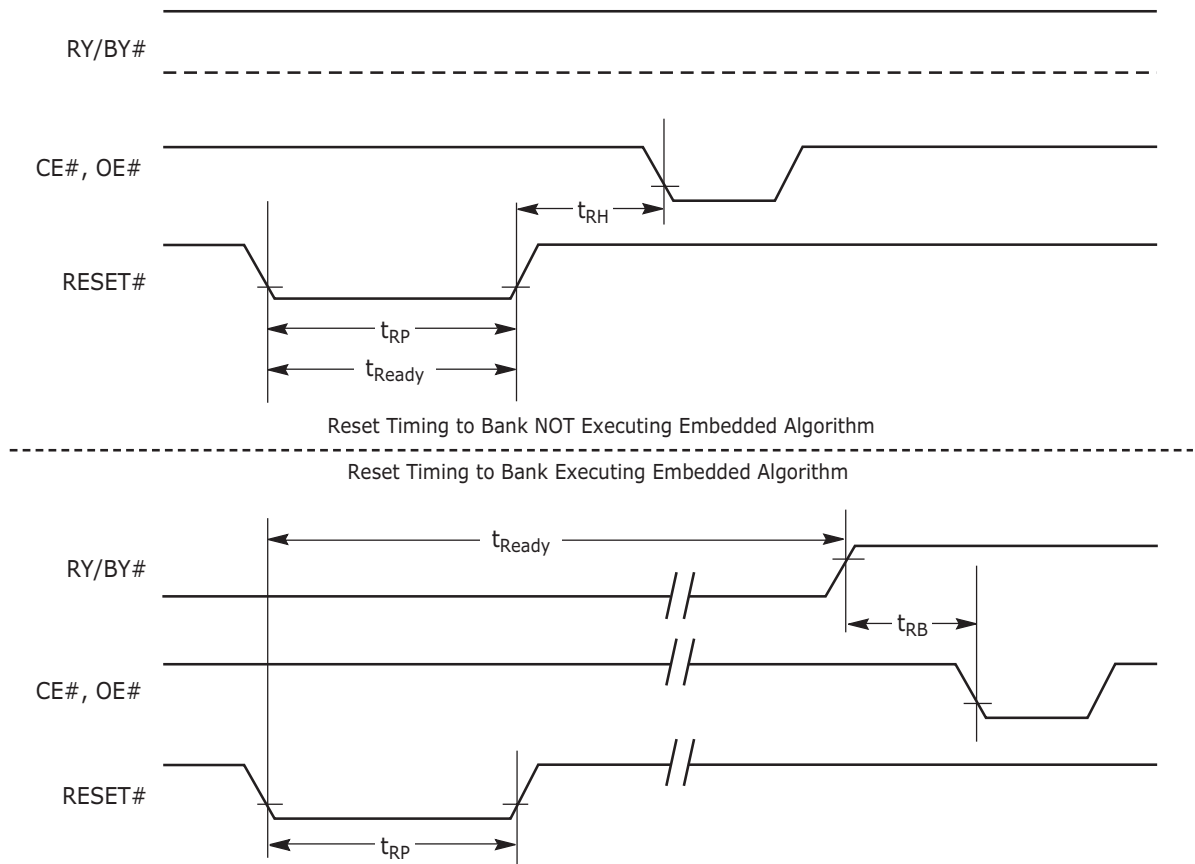 RY/BY#
CE#, OE#
tRH
RESET#
tRP
tReady
Reset Timing to Bank NOT Executing Embedded Algorithm
Reset Timing to Bank Executing Embedded Algorithm
tReady
RY/BY#
tRB
CE#, OE#
RESET#
tRP